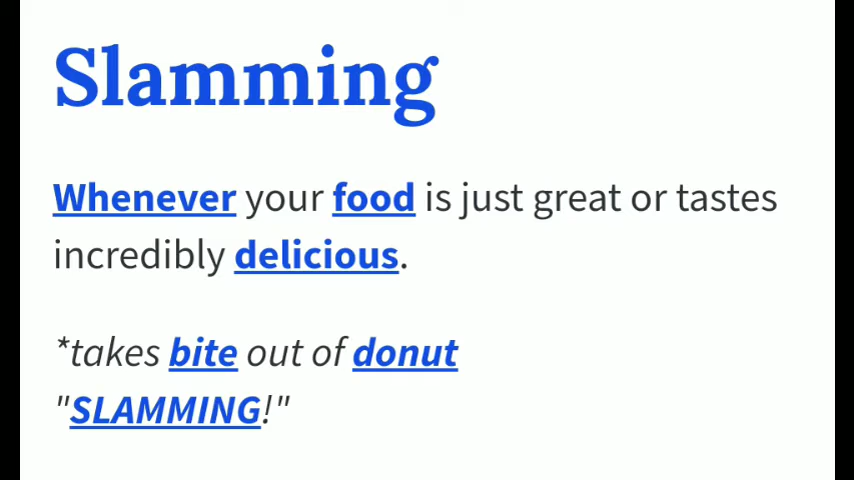 Slamming
Whenever your food is just great or tastes
incredibly delicious.
*takes bite out of donut
"SLAMMING!"